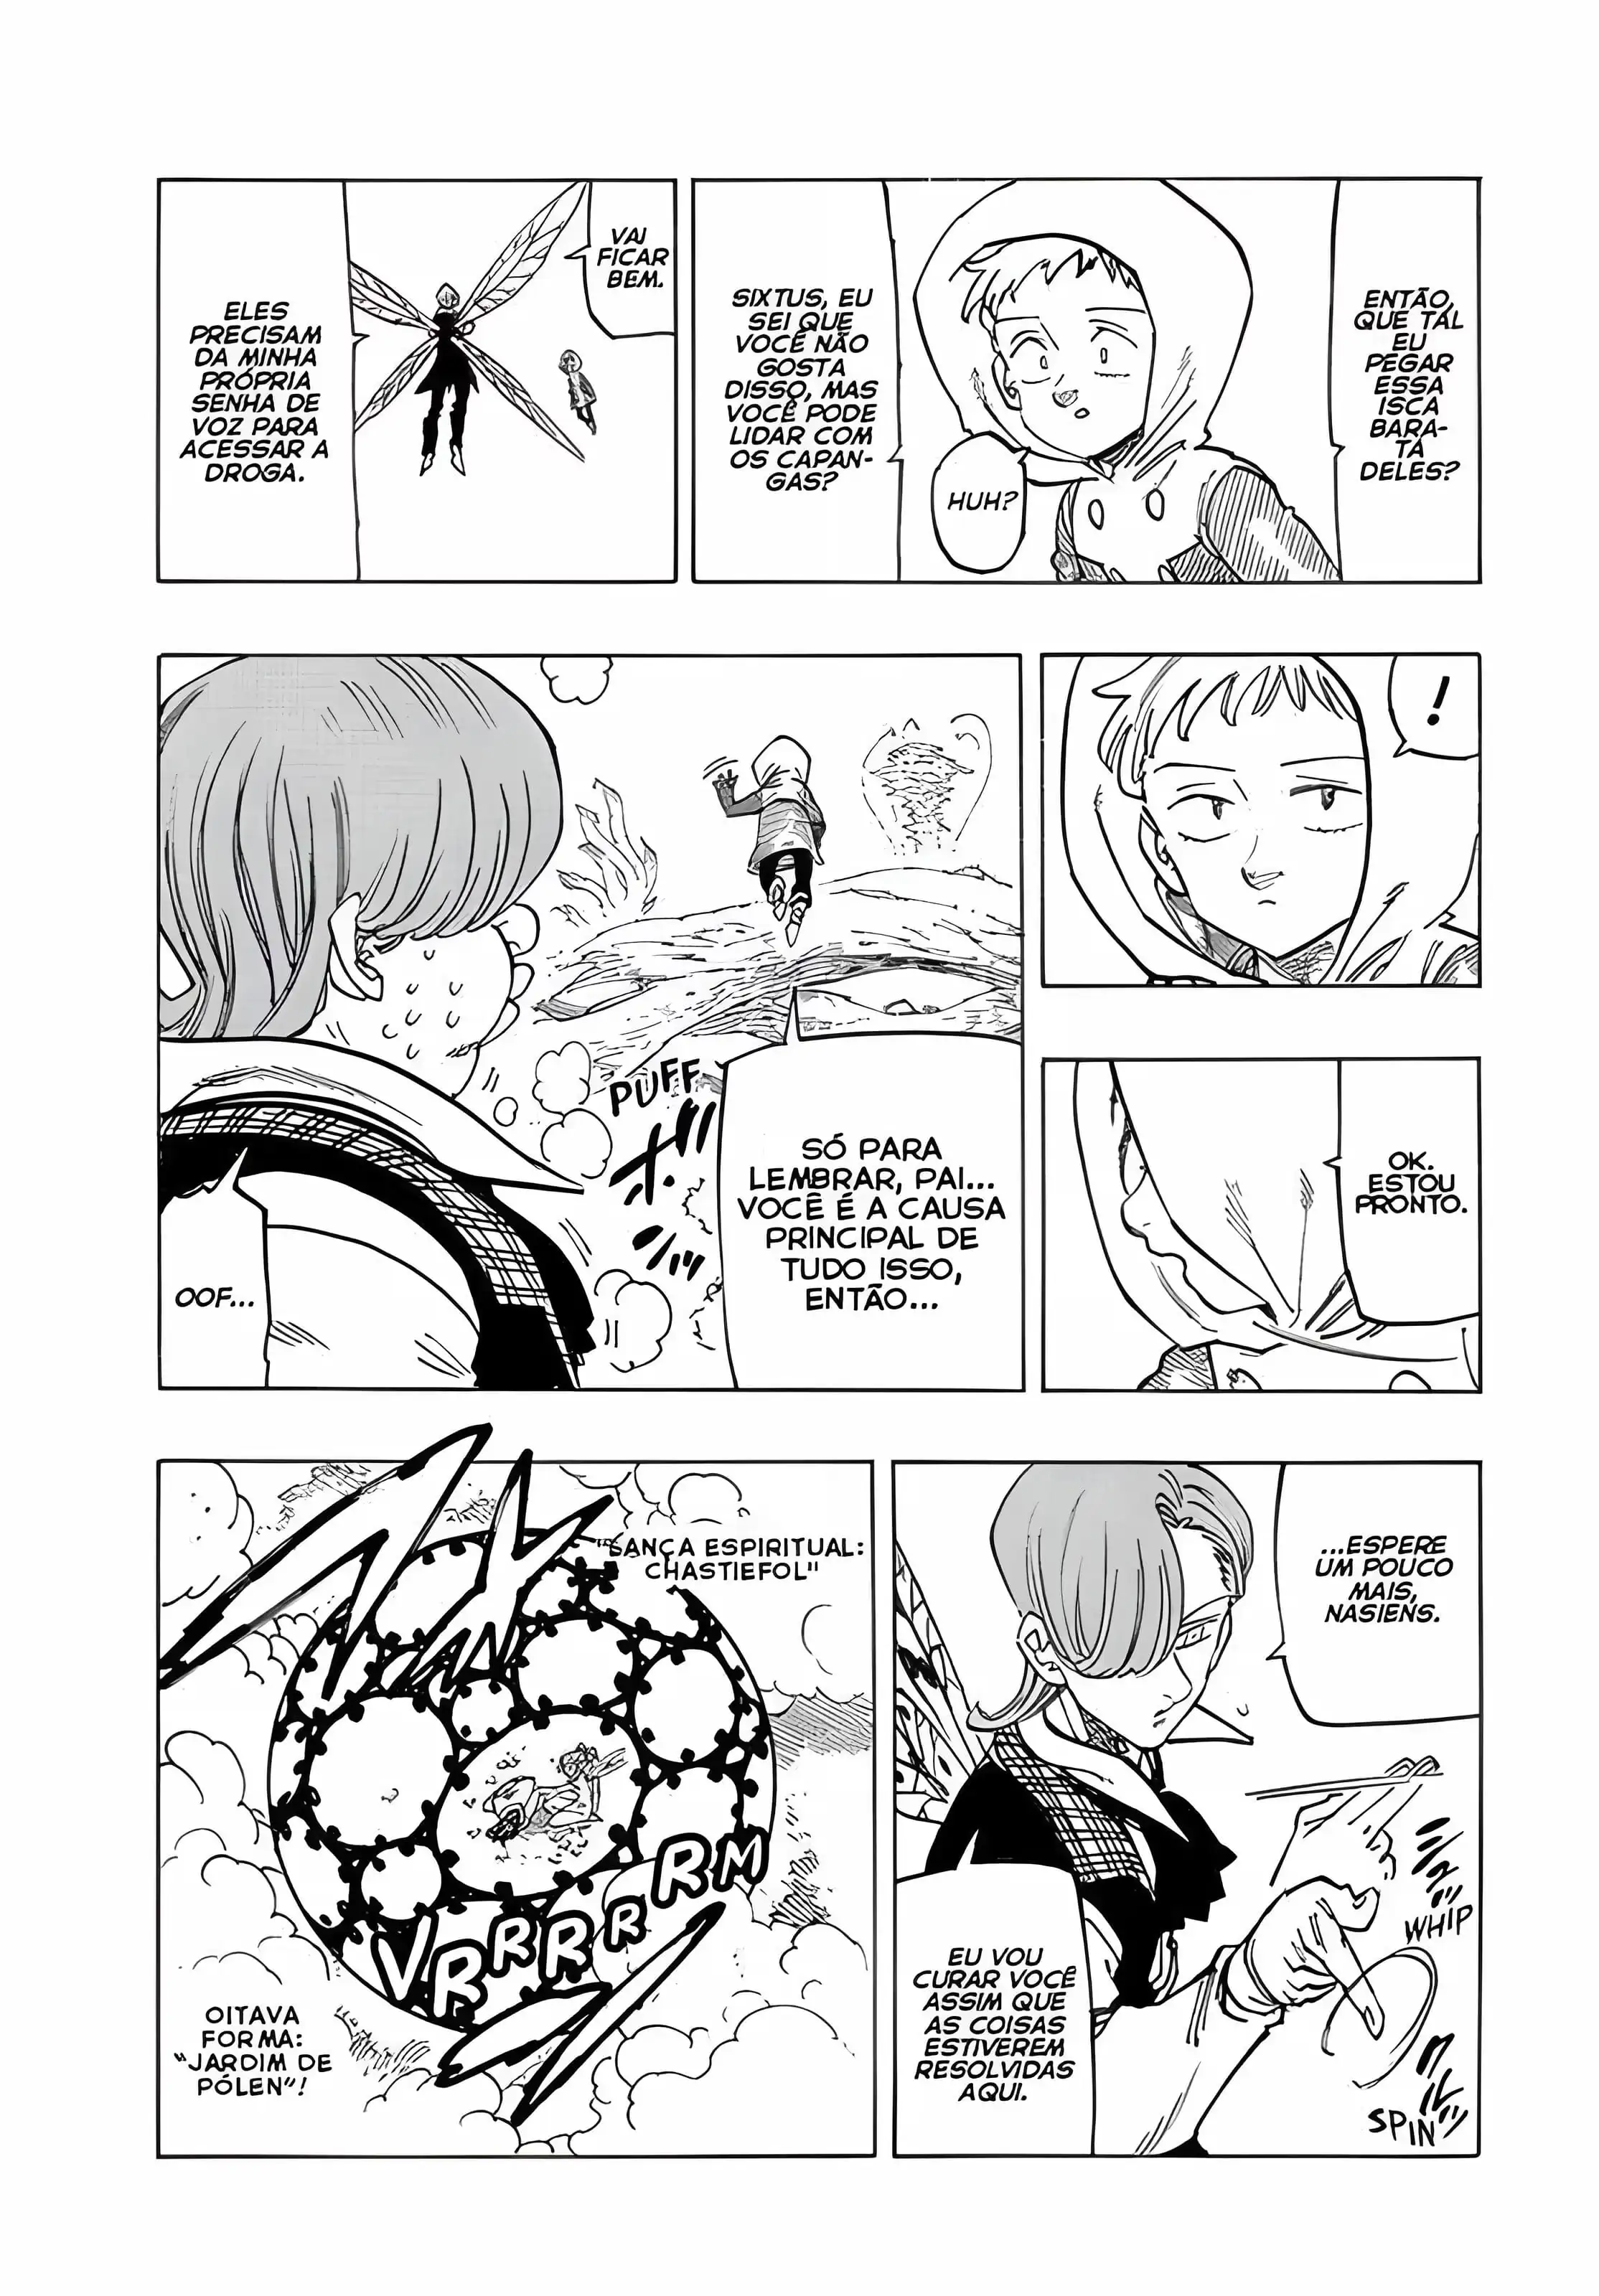 ENTÃO,
QUE TAL
EU
PEGAR
ESSA
ISCA
BARA-
TA
DELES?
HUH?
SIXTUS, EU
SEI QUE
VOCÊ NÃO
GOSTA
DISSO, MAS
VOCÊ PODE
LIDAR COM
OS CAPAN-
GAS?
VAI
FICAR
BEM.
ELES
PRECISAM
DA MINHA
PRÓPRIA
SENHA DE
VOZ PARA
ACESSAR A
DROGA.
!
OK.
ESTOU
PRONTO.
PUFF
SÓ PARA
LEMBRAR, PAI...
VOCÊ É A CAUSA
PRINCIPAL DE
TUDO ISSO,
ENTÃO...
OOF...
...ESPERE
UM POUCO
MAIS,
NASIENS.
WHIP
SPIN
EU VOU
CURAR VOCÊ
ASSIM QUE
AS COISAS
ESTIVEREM
RESOLVIDAS
AQUI.
ESPIRITUAL:
CHASTIEFOL"
VRRRRRM
OITAVA
FORMA:
"JARDIM DE
PÓLEN"!